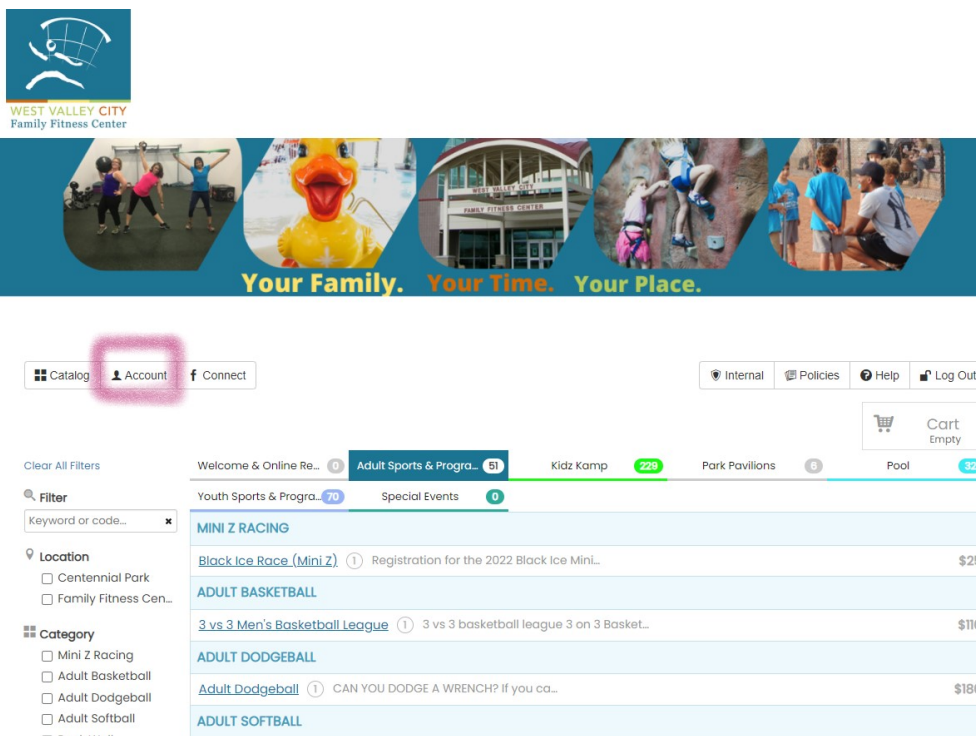 WEST VALLEY CITY
Family Fitness Center
WEST VALLEY CITY
FAMILY FITNESS CENTER
Your Family. Your Time. Your Place.
Catalog Account Connect Internal Policies Help Log Out
Cart
Empty
Clear All Filters
Welcome & Online Re... 0 Adult Sports & Progra... 51 Kidz Kamp 229 Park Pavilions 6 Pool 32
Filter
Youth Sports & Progra... 70 Special Events 0
Keyword or code... ×
MINI Z RACING
Location
Black Ice Race (Mini Z) 1 Registration for the 2022 Black Ice Mini... $25
Centennial Park
ADULT BASKETBALL
Family Fitness Cen...
3 vs 3 Men's Basketball League 1 3 vs 3 basketball league 3 on 3 Basket... $110
Category
Mini Z Racing
ADULT DODGEBALL
Adult Basketball
Adult Dodgeball 1 CAN YOU DODGE A WRENCH? If you ca... $180
Adult Dodgeball
Adult Softball
ADULT SOFTBALL